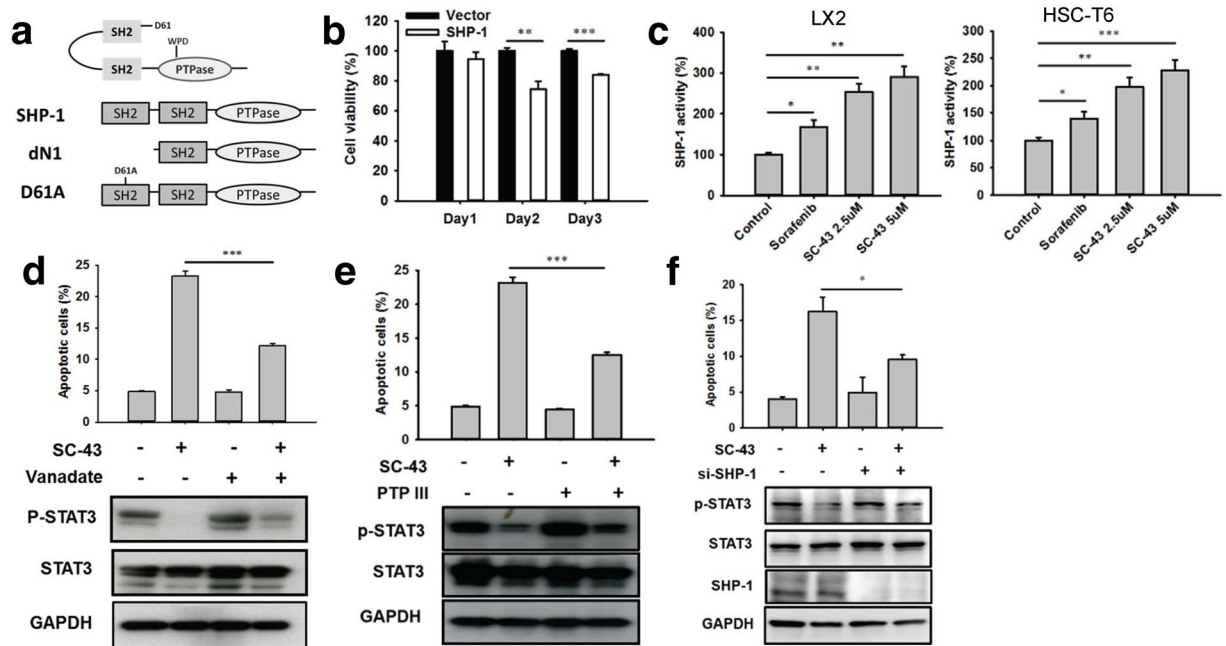 a
SH2
D61
WPD
SH2
PTPase
SHP-1
SH2
SH2
PTPase
dN1
SH2
PTPase
D61A
D61A
SH2
SH2
PTPase
b
Vector
SHP-1
Cell viability (%)
120
100
80
60
40
20
0
**
***
Day1
Day2
Day3
c
LX2
SHP-1 activity (%)
400
300
200
100
0
**
**
*
Control
Sorafenib
SC-43 2.5uM
SC-43 5uM
HSC-T6
SHP-1 activity (%)
300
250
200
150
100
50
0
***
**
*
Control
Sorafenib
SC-43 2.5uM
SC-43 5uM
d
Apoptotic cells (%)
25
20
15
10
5
0
***
SC-43 - + - +
Vanadate - - + +
P-STAT3
STAT3
GAPDH
e
Apoptotic cells (%)
25
20
15
10
5
0
***
SC-43 - + - +
PTP III - - + +
p-STAT3
STAT3
GAPDH
f
Apoptotic cells (%)
20
15
10
5
0
*
SC-43 - + - +
si-SHP-1 - - + +
p-STAT3
STAT3
SHP-1
GAPDH